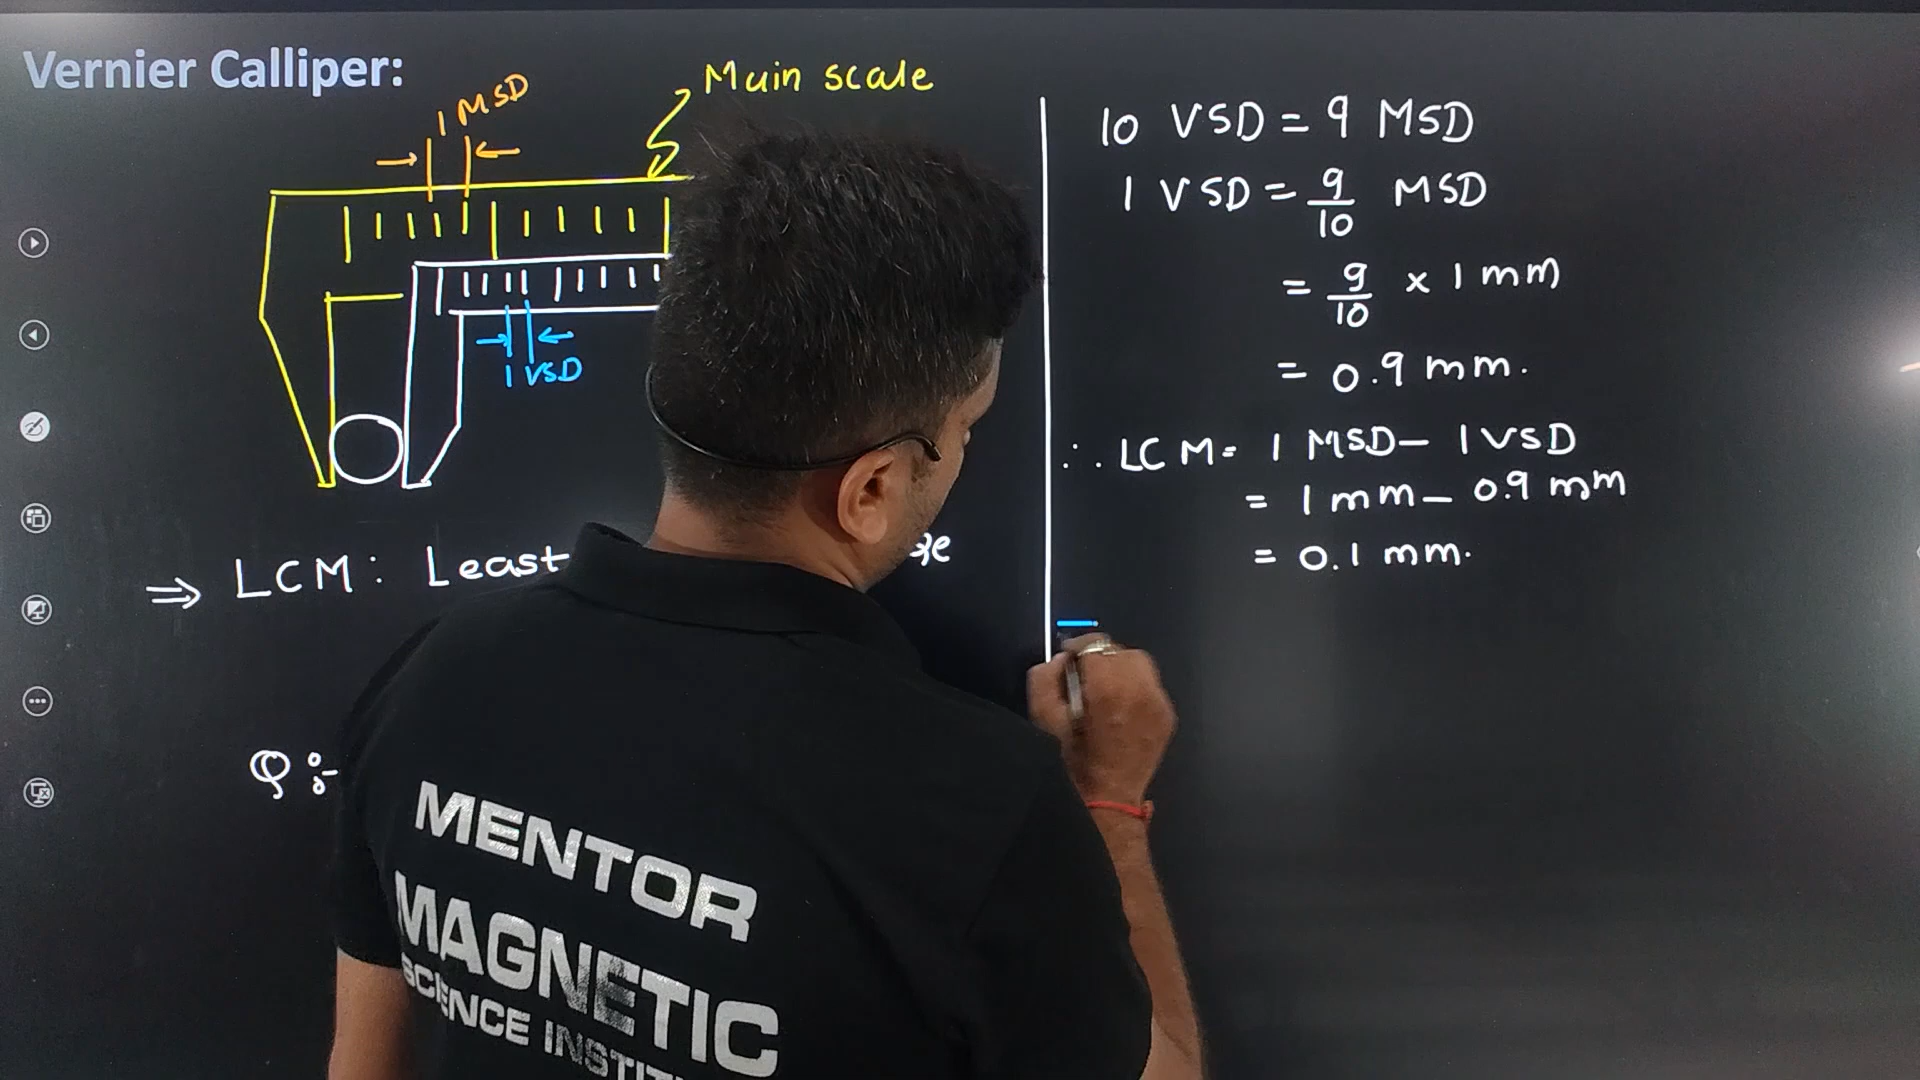 Vernier Calliper:
1 MSD
Main scale
1 VSD
⇒ LCM: Least
Q :-
10 VSD = 9 MSD
1 VSD = 9/10 MSD
= 9/10 × 1 mm
= 0.9 mm.
∴ LCM = 1 MSD - 1 VSD
= 1 mm - 0.9 mm
= 0.1 mm.
MENTOR
MAGNETIC
SCIENCE